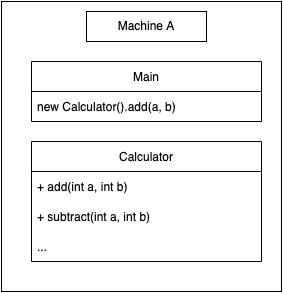 Machine A
Main
new Calculator().add(a, b)
Calculator
+ add(int a, int b)
+ subtract(int a, int b)
...